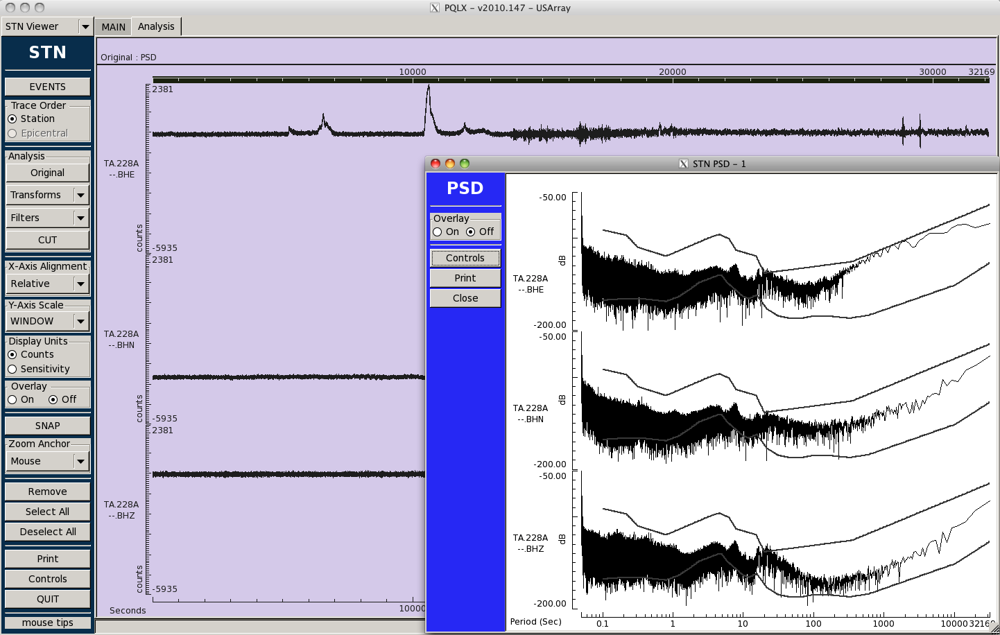 PQLX – v2010.147 – USArray
STN Viewer
MAIN
Analysis
STN
EVENTS
Trace Order
Station
Epicentral
Analysis
Original
Transforms
Filters
CUT
X-Axis Alignment
Relative
Y-Axis Scale
WINDOW
Display Units
Counts
Sensitivity
Overlay
On Off
SNAP
Zoom Anchor
Mouse
Remove
Select All
Deselect All
Print
Controls
QUIT
mouse tips
Original : PSD
10000 20000 30000 32169
2381
TA.228A
--.BHE
counts
-5935
2381
TA.228A
--.BHN
counts
-5935
2381
TA.228A
--.BHZ
counts
-5935
Seconds
10000
STN PSD – 1
PSD
Overlay
On Off
Controls
Print
Close
-50.00
dB
TA.228A
--.BHE
-200.00
-50.00
dB
TA.228A
--.BHN
-200.00
-50.00
dB
TA.228A
--.BHZ
-200.00
Period (Sec)
0.1 1 10 100 1000 10000 32169